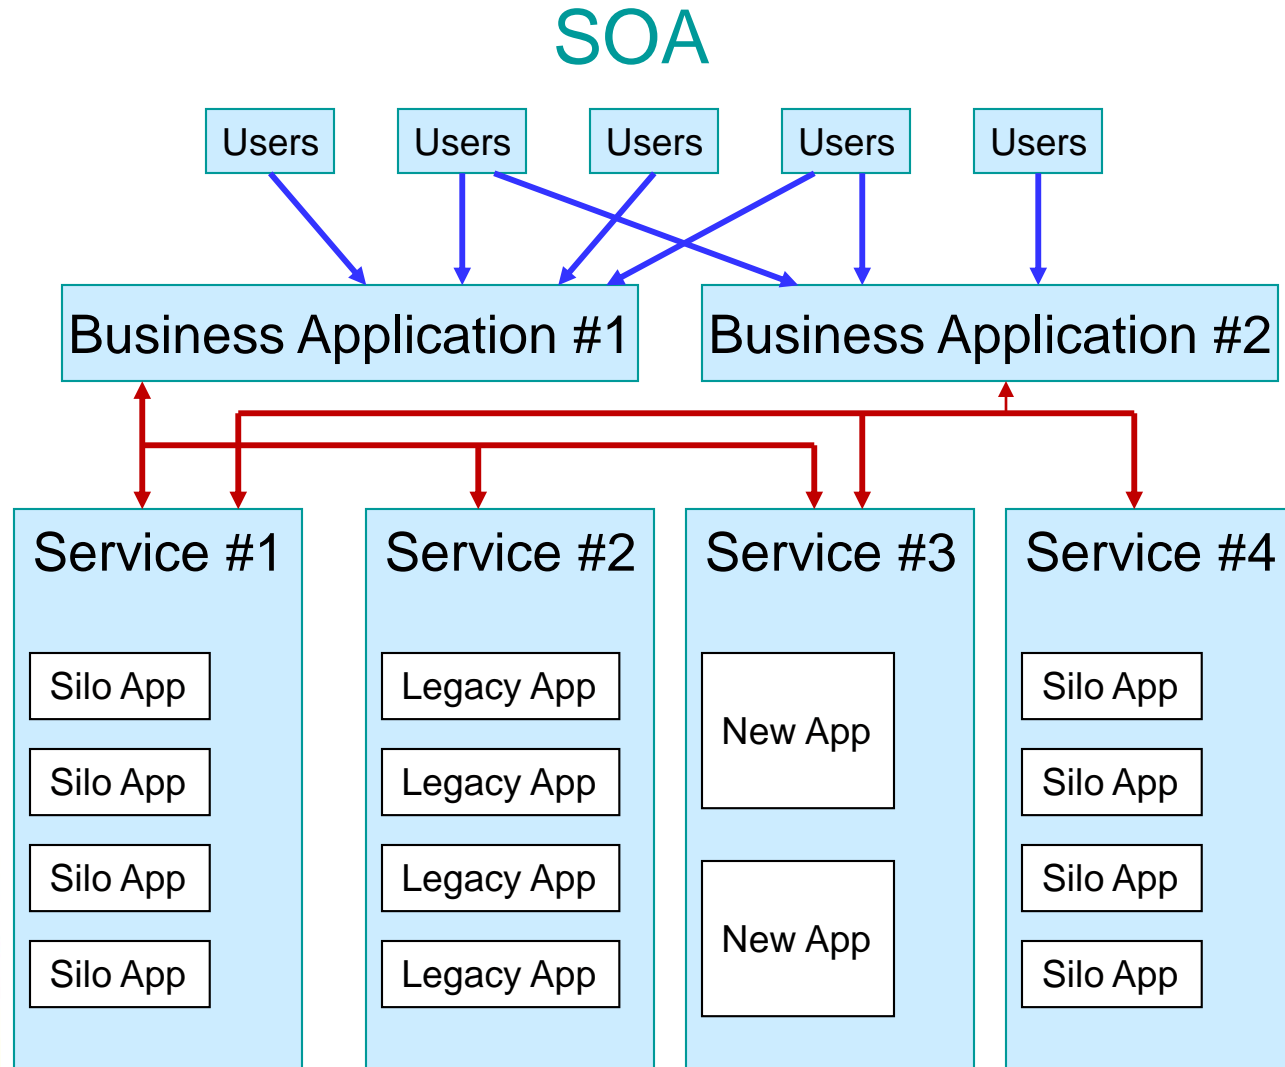 SOA
Users Users Users Users Users
Business Application #1 Business Application #2
Service #1 Service #2 Service #3 Service #4
Silo App
Silo App
Silo App
Silo App
Legacy App
Legacy App
Legacy App
Legacy App
New App
New App
Silo App
Silo App
Silo App
Silo App